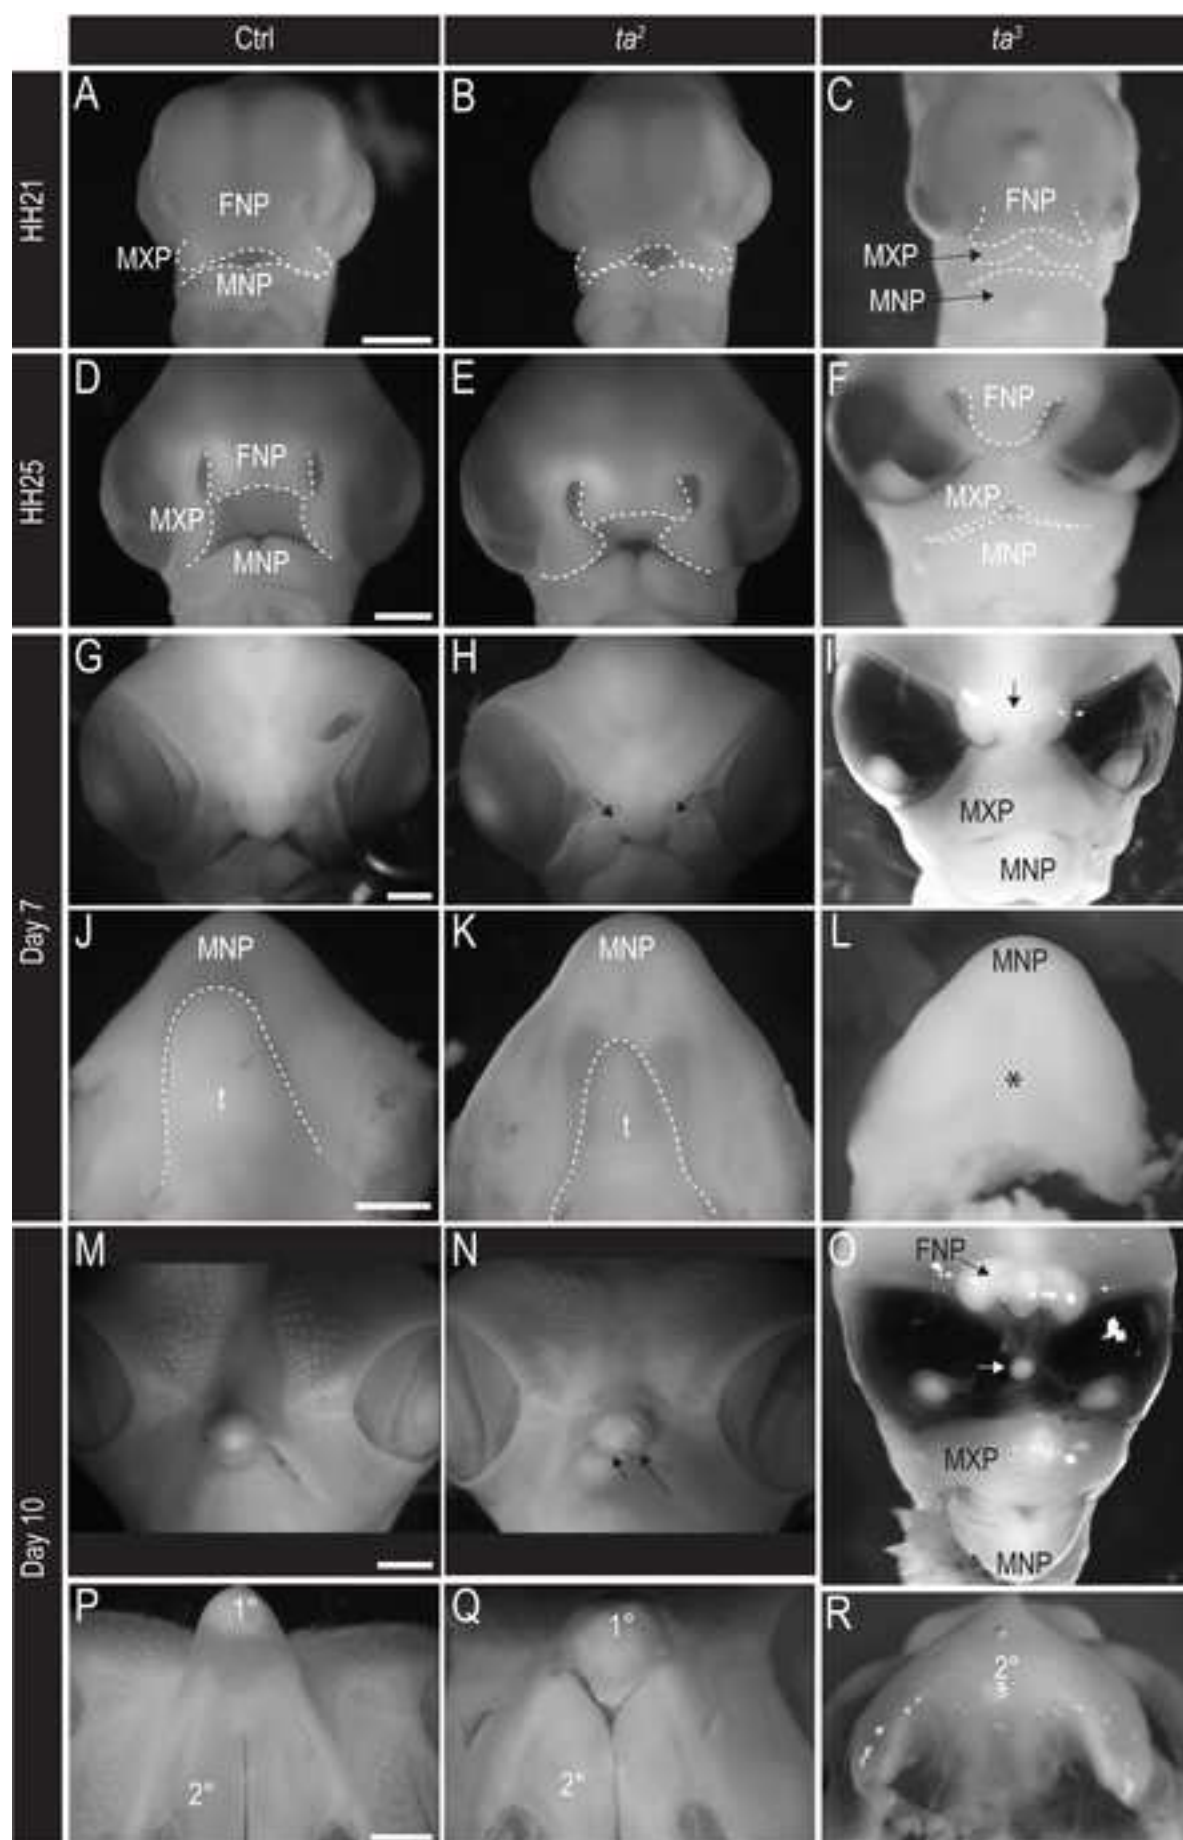 Ctrl ta² ta³
HH21
A B C
FNP FNP
MXP MXP
MNP MNP
HH25
D E F
FNP FNP
MXP MXP
MNP MNP
Day 7
G H I
MXP
MNP
J K L
MNP MNP MNP
t t *
Day 10
M N O
FNP
MXP
MNP
P Q R
1° 1°
2° 2° 2°